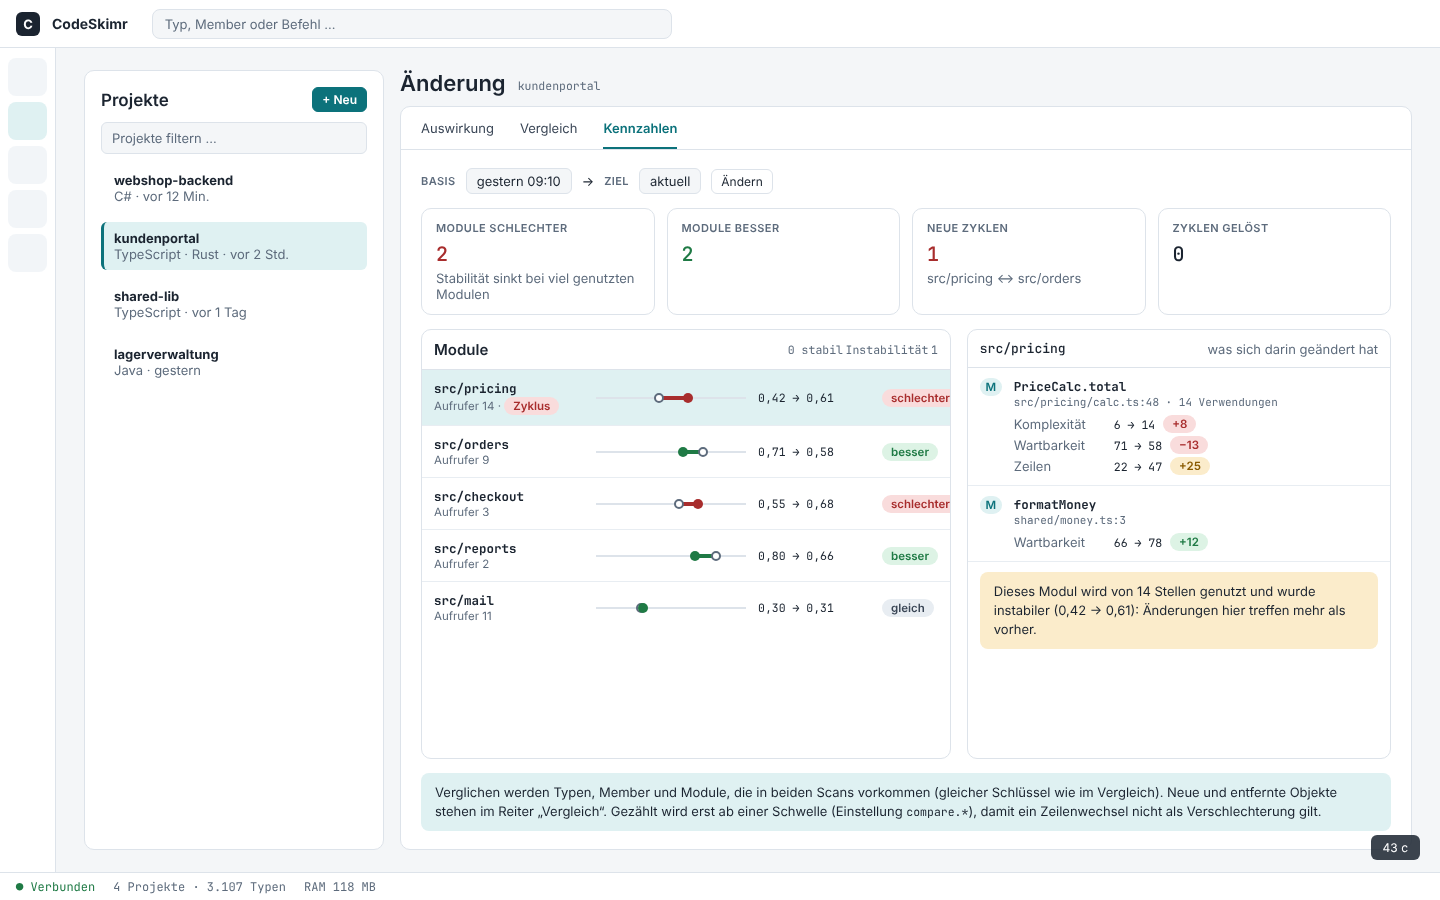 C CodeSkimr Typ, Member oder Befehl ...
Projekte + Neu
Projekte filtern ...
webshop-backend
C# · vor 12 Min.
kundenportal
TypeScript · Rust · vor 2 Std.
shared-lib
TypeScript · vor 1 Tag
lagerverwaltung
Java · gestern
Änderung kundenportal
Auswirkung Vergleich Kennzahlen
BASIS gestern 09:10 → ZIEL aktuell Ändern
MODULE SCHLECHTER
2
Stabilität sinkt bei viel genutzten
Modulen
MODULE BESSER
2
NEUE ZYKLEN
1
src/pricing ↔ src/orders
ZYKLEN GELÖST
0
Module 0 stabil Instabilität 1
src/pricing
Aufrufer 14 · Zyklus
0,42 → 0,61 schlechter
src/orders
Aufrufer 9
0,71 → 0,58 besser
src/checkout
Aufrufer 3
0,55 → 0,68 schlechter
src/reports
Aufrufer 2
0,80 → 0,66 besser
src/mail
Aufrufer 11
0,30 → 0,31 gleich
src/pricing was sich darin geändert hat
M PriceCalc.total
src/pricing/calc.ts:48 · 14 Verwendungen
Komplexität 6 → 14 +8
Wartbarkeit 71 → 58 −13
Zeilen 22 → 47 +25
M formatMoney
shared/money.ts:3
Wartbarkeit 66 → 78 +12
Dieses Modul wird von 14 Stellen genutzt und wurde
instabiler (0,42 → 0,61): Änderungen hier treffen mehr als
vorher.
Verglichen werden Typen, Member und Module, die in beiden Scans vorkommen (gleicher Schlüssel wie im Vergleich). Neue und entfernte Objekte
stehen im Reiter „Vergleich“. Gezählt wird erst ab einer Schwelle (Einstellung compare.*), damit ein Zeilenwechsel nicht als Verschlechterung gilt.
43 c
Verbunden 4 Projekte · 3.107 Typen RAM 118 MB